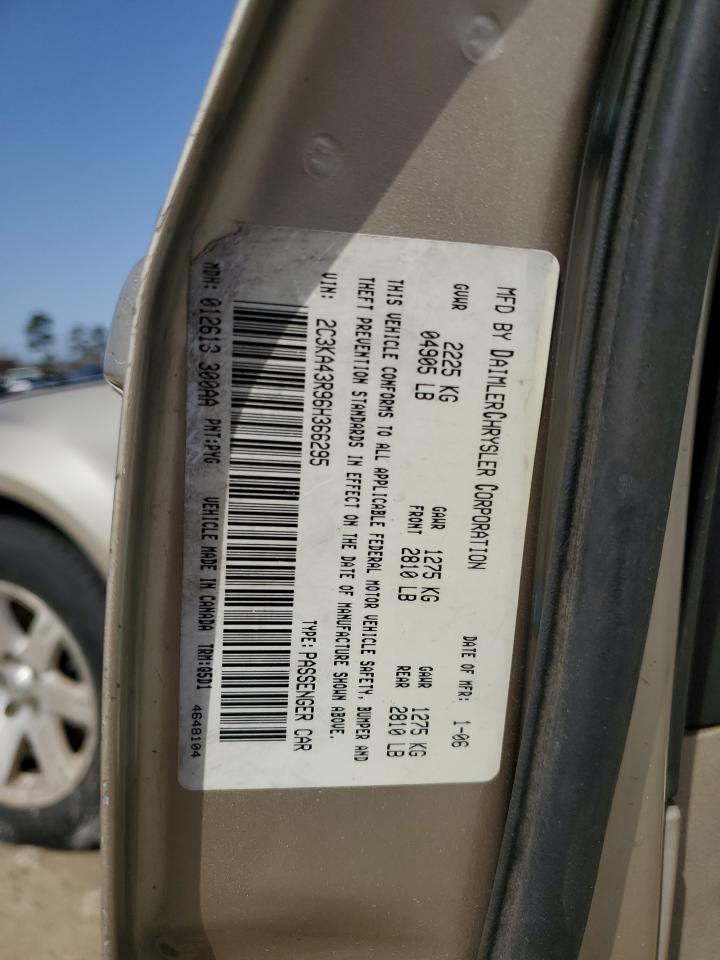 MFD BY DAIMLERCHRYSLER CORPORATION
DATE OF MFR: 1-06
GVWR 2225 KG GAWR 1275 KG GAWR 1275 KG
04905 LB FRONT 2810 LB REAR 2810 LB
THIS VEHICLE CONFORMS TO ALL APPLICABLE FEDERAL MOTOR VEHICLE SAFETY, BUMPER AND
THEFT PREVENTION STANDARDS IN EFFECT ON THE DATE OF MANUFACTURE SHOWN ABOVE.
VIN: 2C3KA43R96H366295 TYPE: PASSENGER CAR
MDH: 012613 300AA PNT:PYG VEHICLE MADE IN CANADA TRM:QSD1
4648104